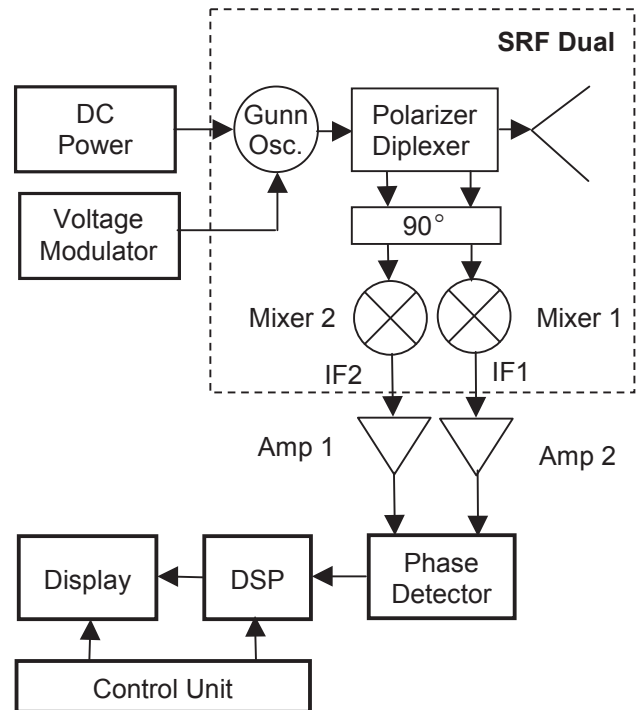 SRF Dual
DC
Power
Gunn
Osc.
Polarizer
Diplexer
Voltage
Modulator
90°
Mixer 2
Mixer 1
IF2
IF1
Amp 1
Amp 2
Display
DSP
Phase
Detector
Control Unit